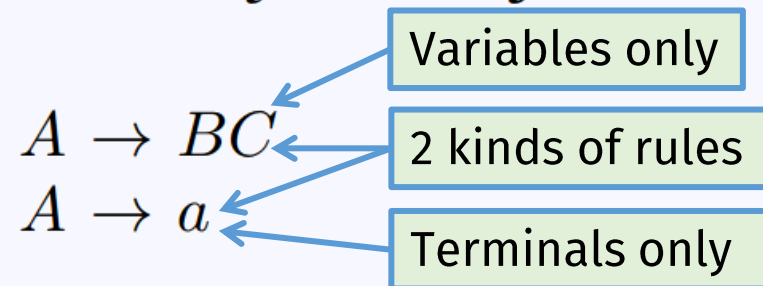 Variables only
A → BC
2 kinds of rules
A → a
Terminals only